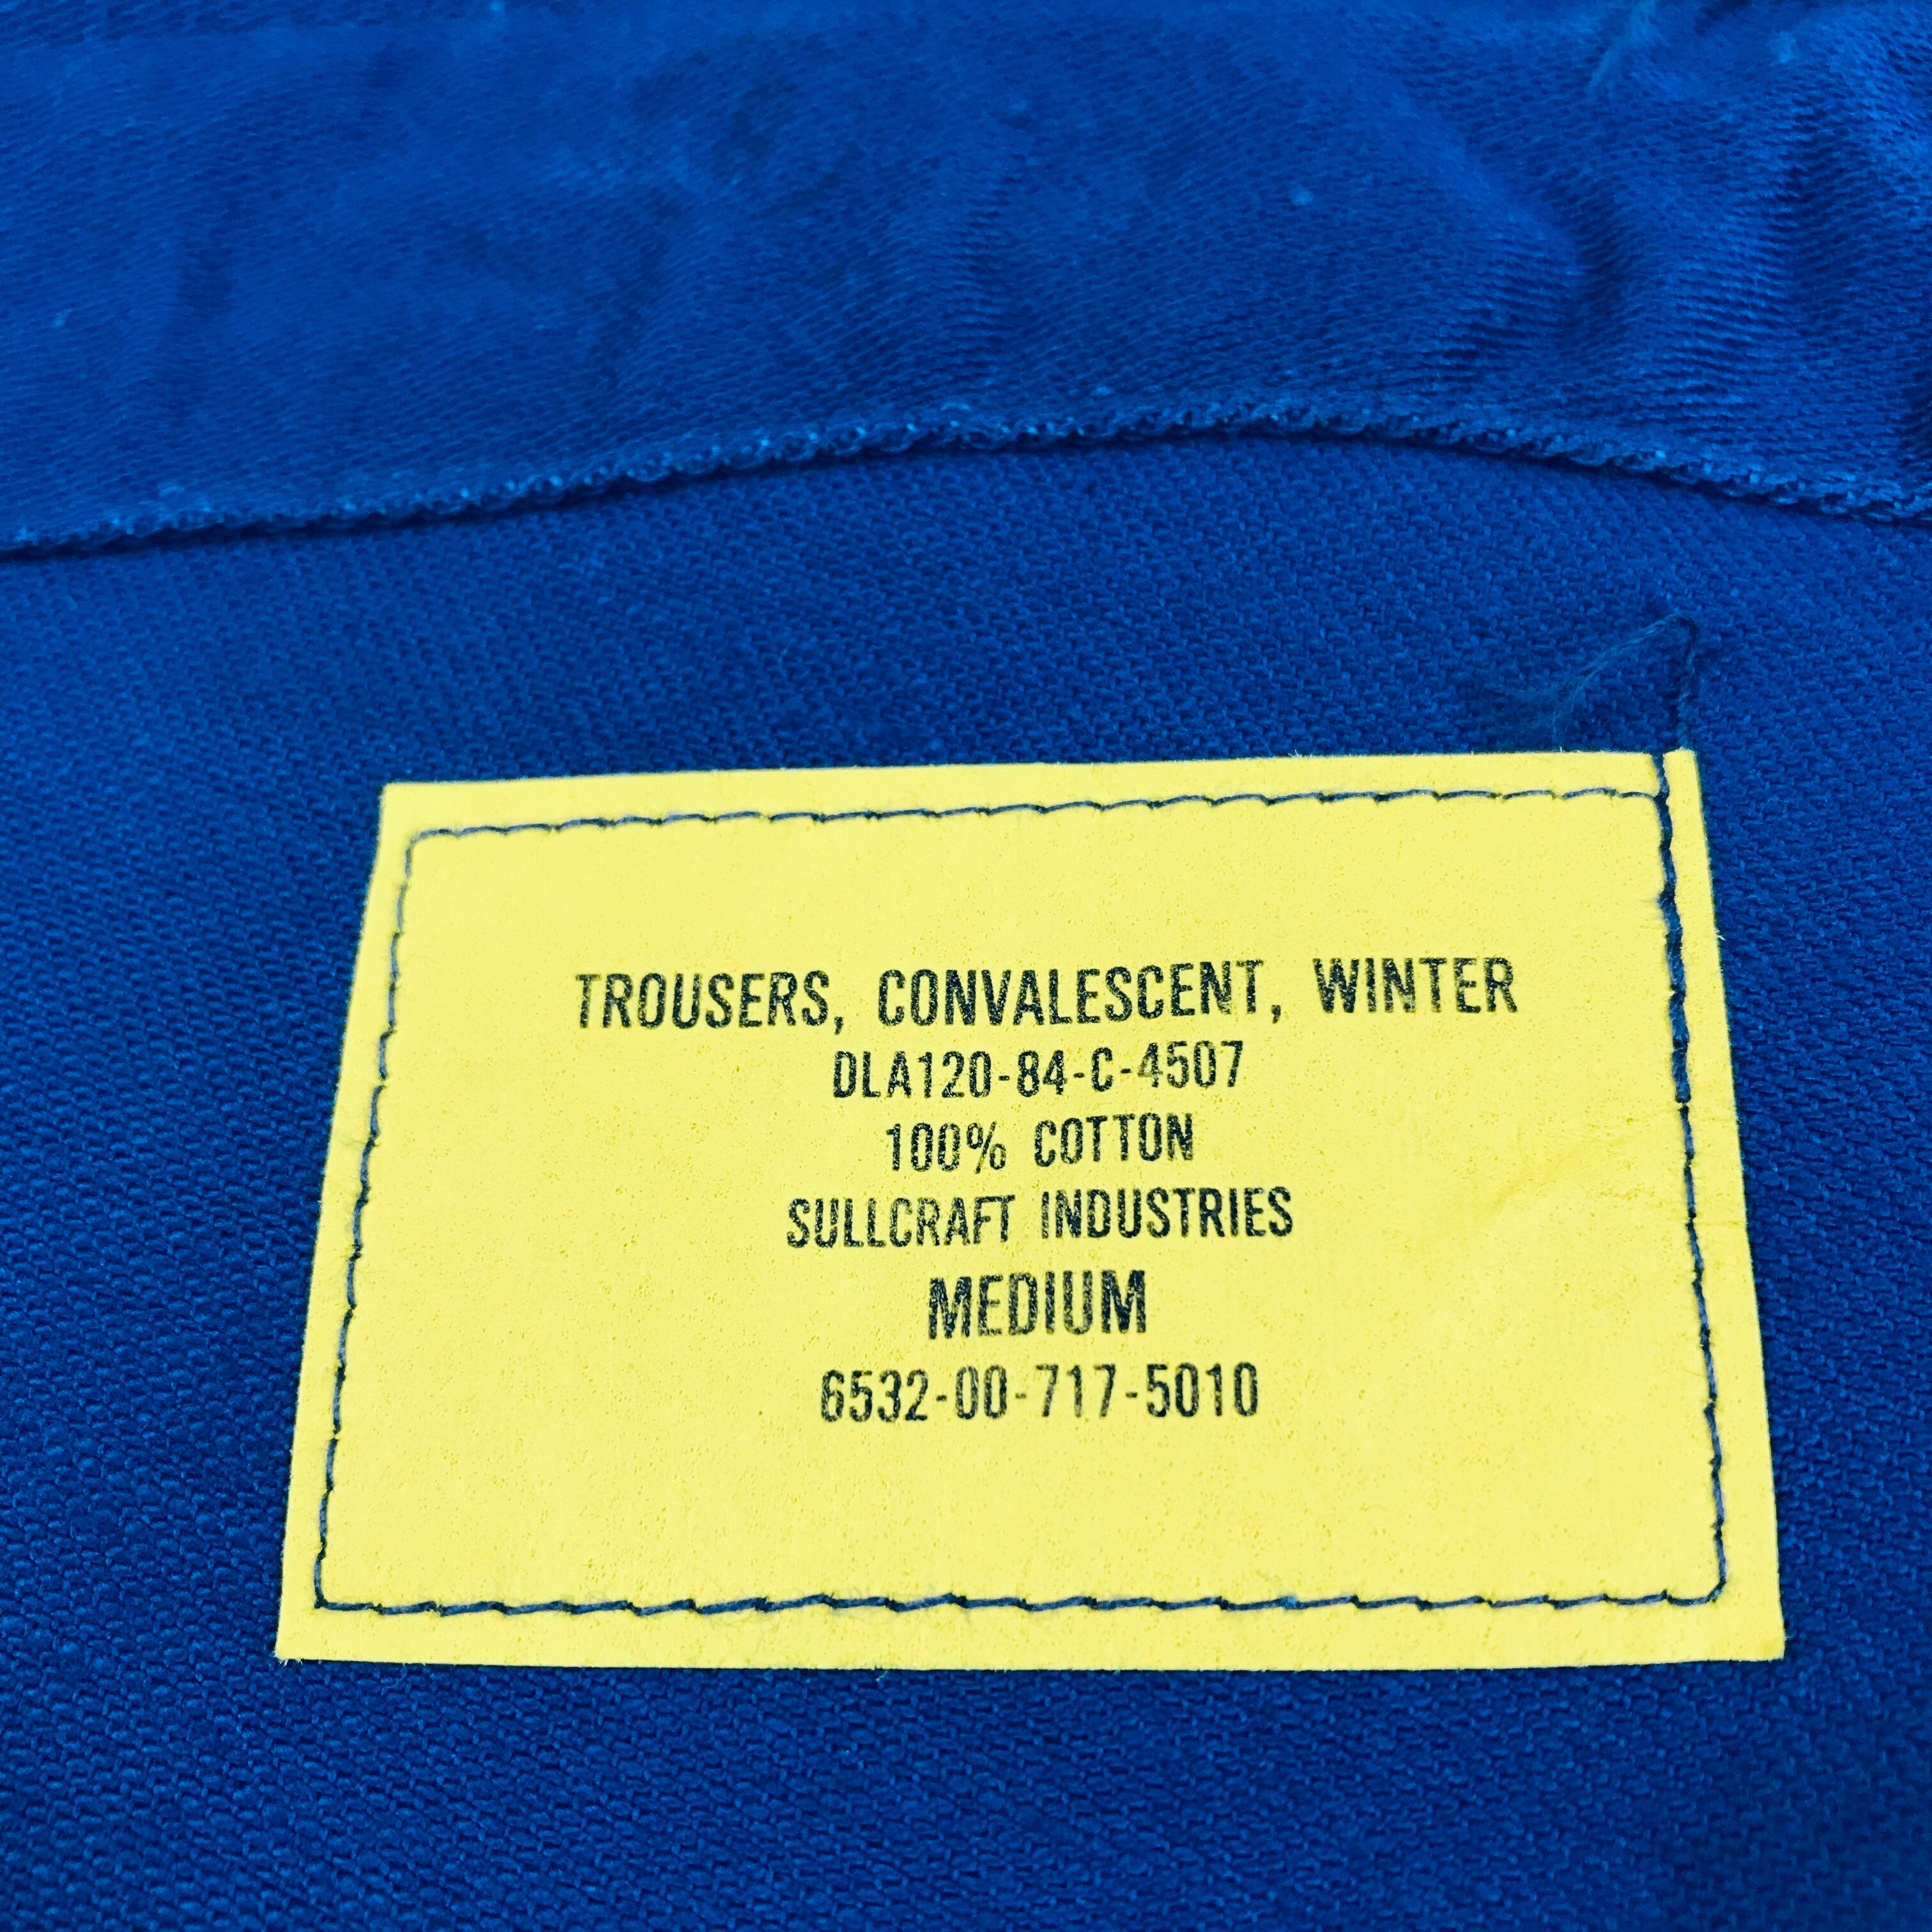 TROUSERS, CONVALESCENT, WINTER
DLA120-84-C-4507
100% COTTON
SULLCRAFT INDUSTRIES
MEDIUM
6532-00-717-5010